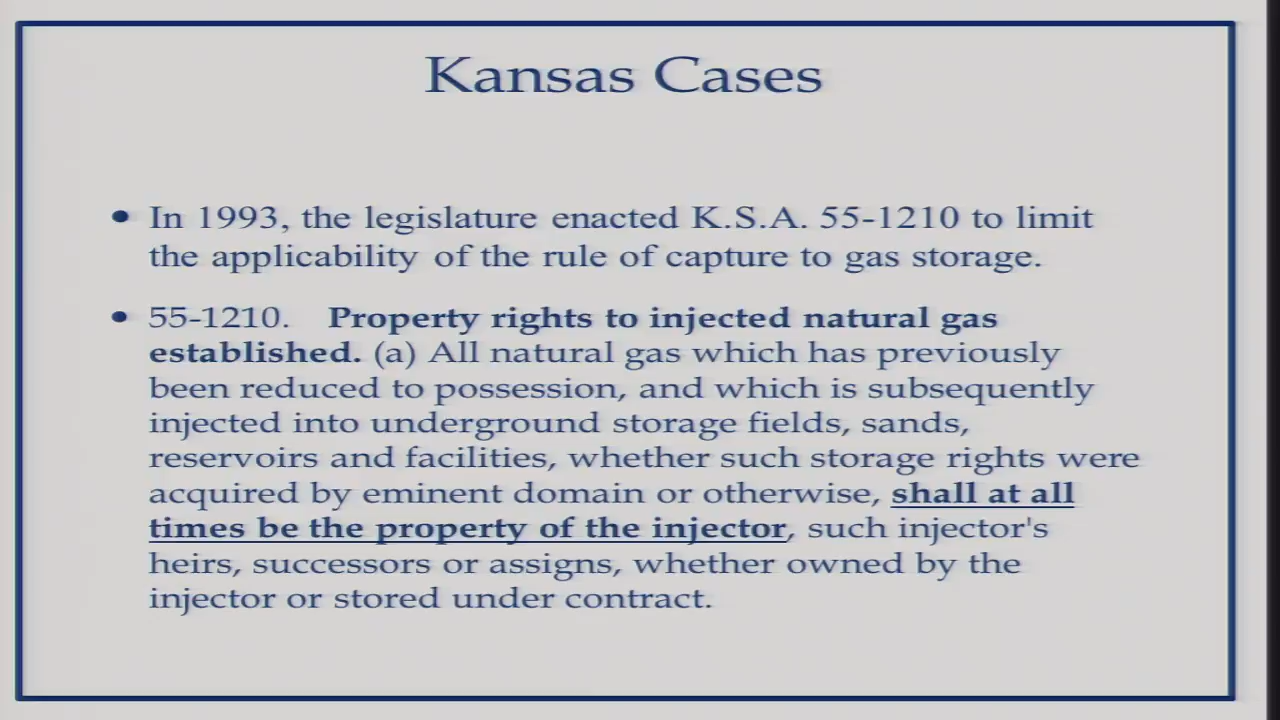 Kansas Cases
• In 1993, the legislature enacted K.S.A. 55-1210 to limit
the applicability of the rule of capture to gas storage.
• 55-1210. Property rights to injected natural gas
established. (a) All natural gas which has previously
been reduced to possession, and which is subsequently
injected into underground storage fields, sands,
reservoirs and facilities, whether such storage rights were
acquired by eminent domain or otherwise, shall at all
times be the property of the injector, such injector's
heirs, successors or assigns, whether owned by the
injector or stored under contract.